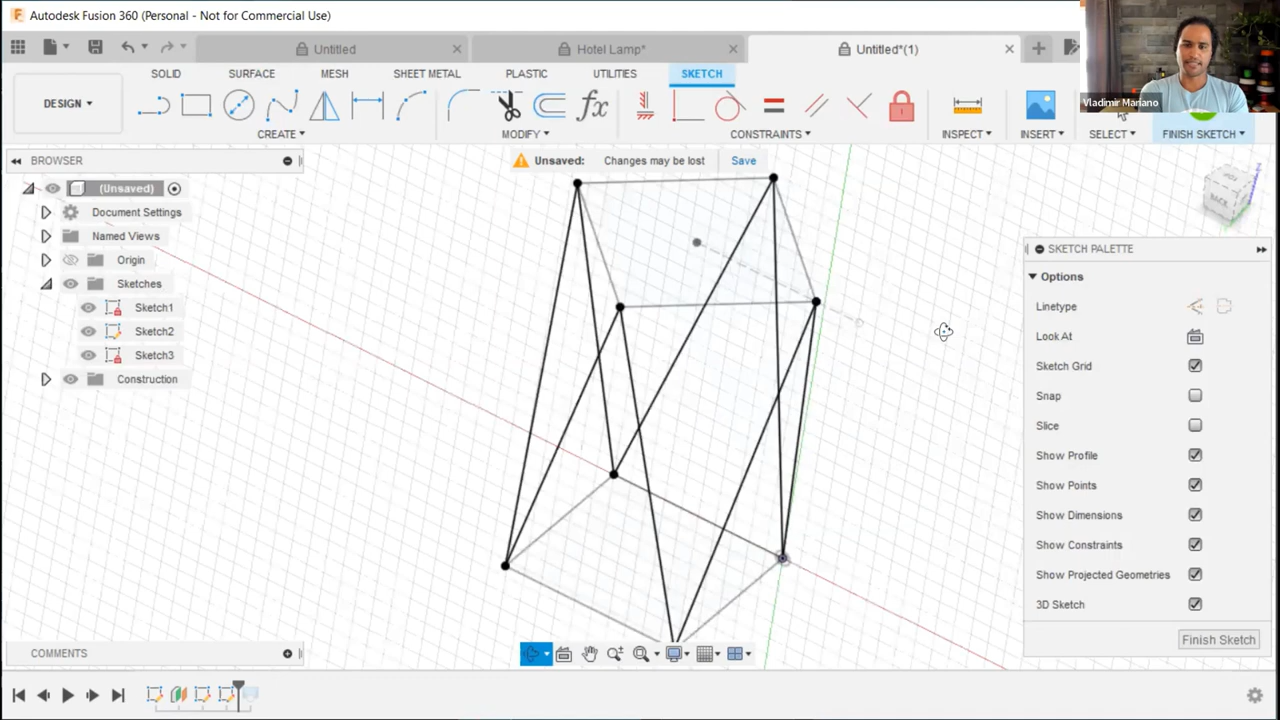 Autodesk Fusion 360 (Personal - Not for Commercial Use)
Untitled
Hotel Lamp*
Untitled*(1)
SOLID
SURFACE
MESH
SHEET METAL
PLASTIC
UTILITIES
SKETCH
DESIGN
fx
Vladimir Mariano
CREATE
MODIFY
CONSTRAINTS
INSPECT
INSERT
SELECT
FINISH SKETCH
BROWSER
Unsaved:
Changes may be lost
Save
(Unsaved)
Document Settings
Named Views
Origin
Sketches
Sketch1
Sketch2
Sketch3
Construction
BACK
SKETCH PALETTE
Options
Linetype
Look At
Sketch Grid
Snap
Slice
Show Profile
Show Points
Show Dimensions
Show Constraints
Show Projected Geometries
3D Sketch
Finish Sketch
COMMENTS